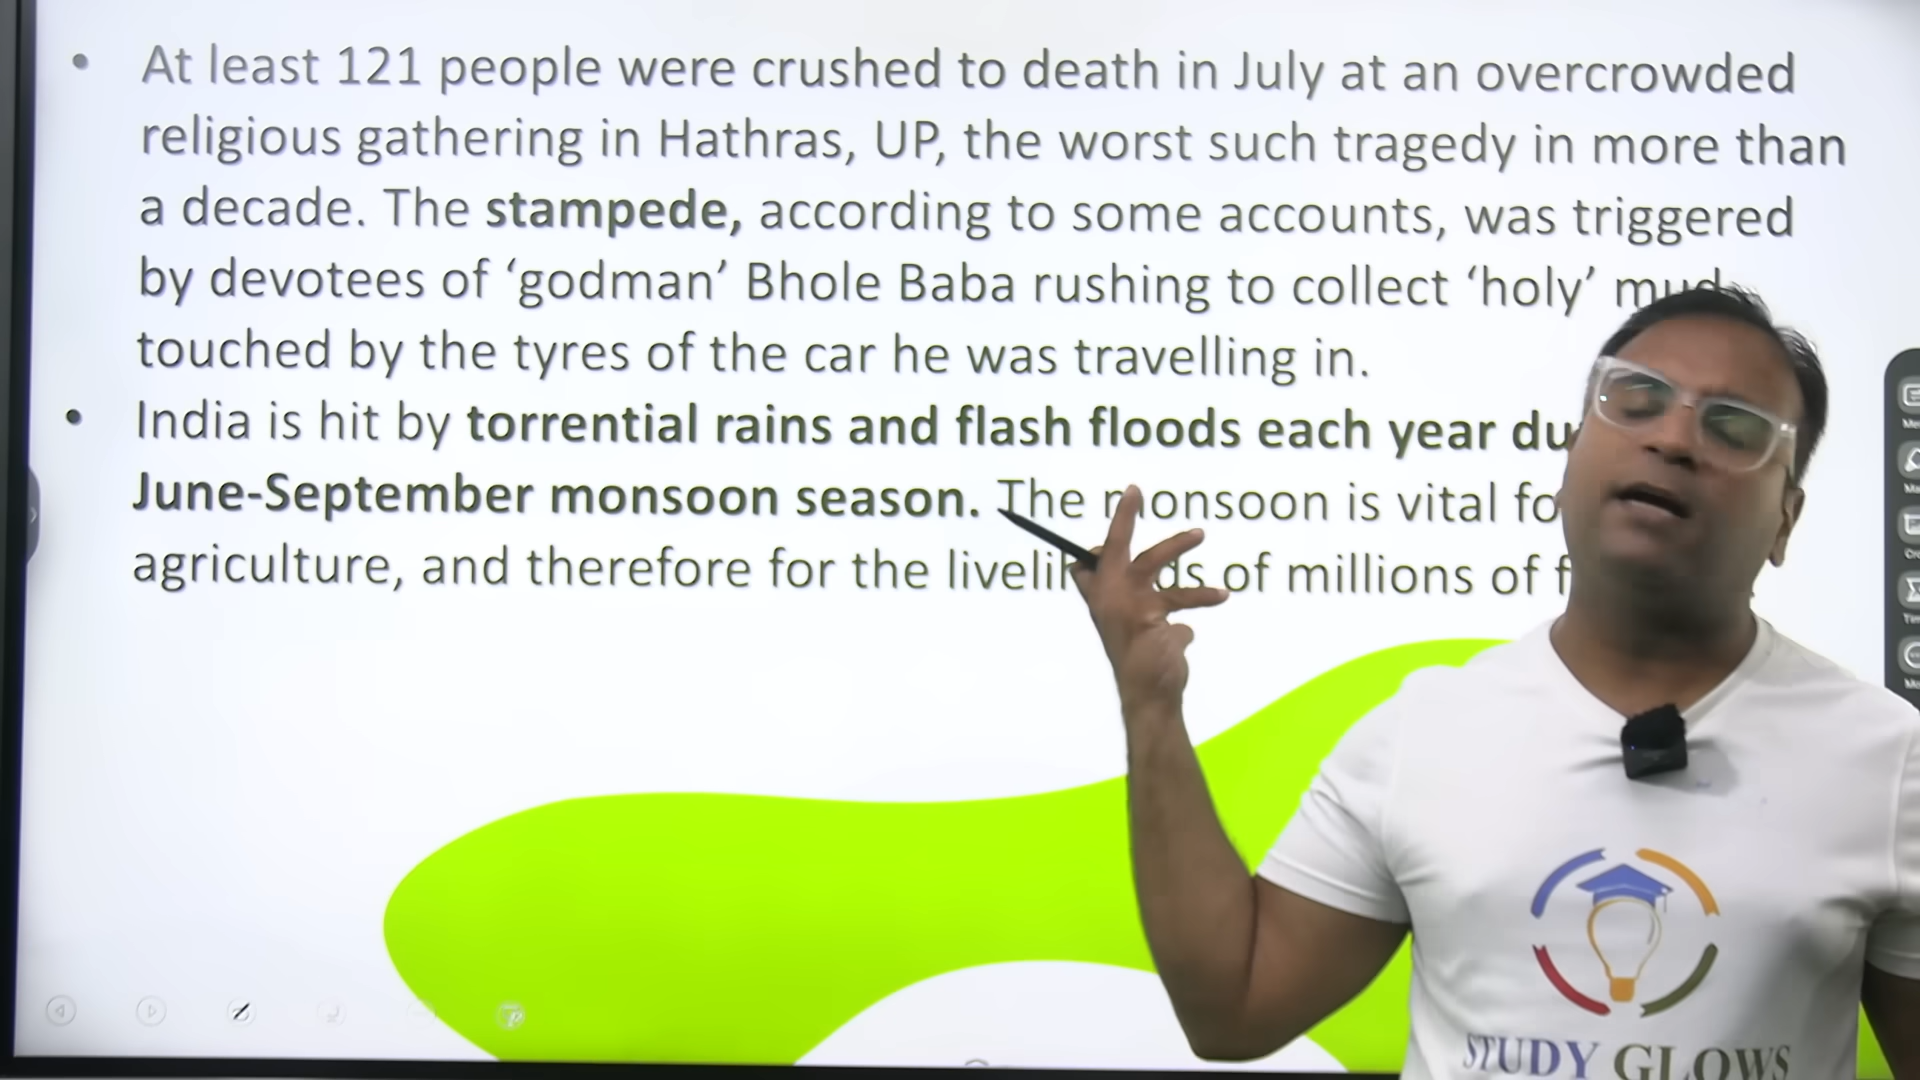 • At least 121 people were crushed to death in July at an overcrowded
religious gathering in Hathras, UP, the worst such tragedy in more than
a decade. The stampede, according to some accounts, was triggered
by devotees of ‘godman’ Bhole Baba rushing to collect ‘holy’
touched by the tyres of the car he was travelling in.
• India is hit by torrential rains and flash floods each year
June-September monsoon season. The monsoon is vital
agriculture, and therefore for the of millions of
STUDY GLOWS